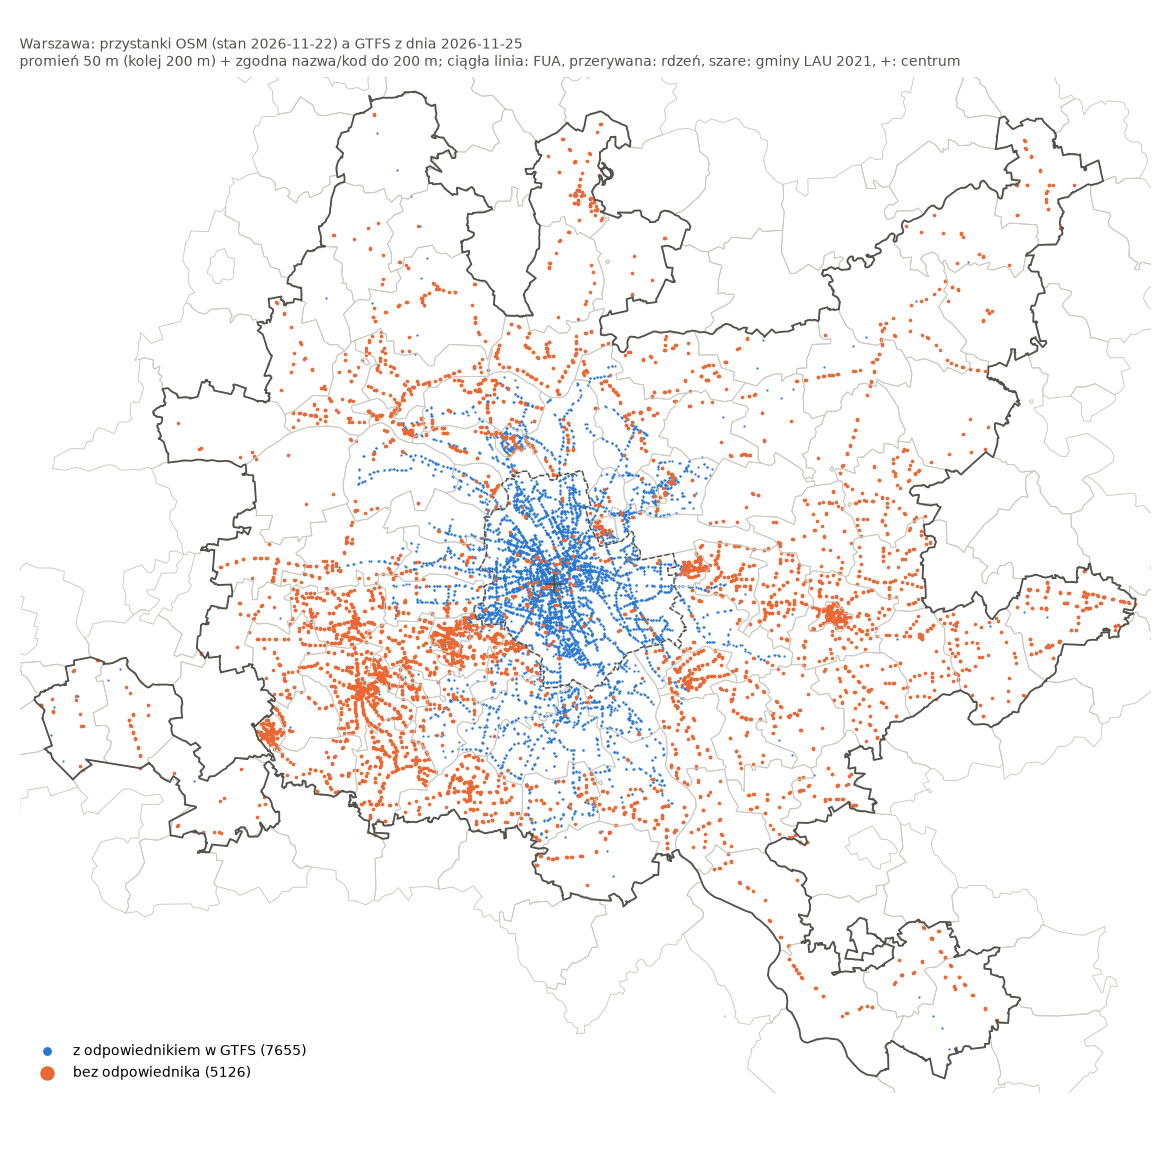 Warszawa: przystanki OSM (stan 2026-11-22) a GTFS z dnia 2026-11-25
promień 50 m (kolej 200 m) + zgodna nazwa/kod do 200 m; ciągła linia: FUA, przerywana: rdzeń, szare: gminy LAU 2021, +: centrum
z odpowiednikiem w GTFS (7655)
bez odpowiednika (5126)